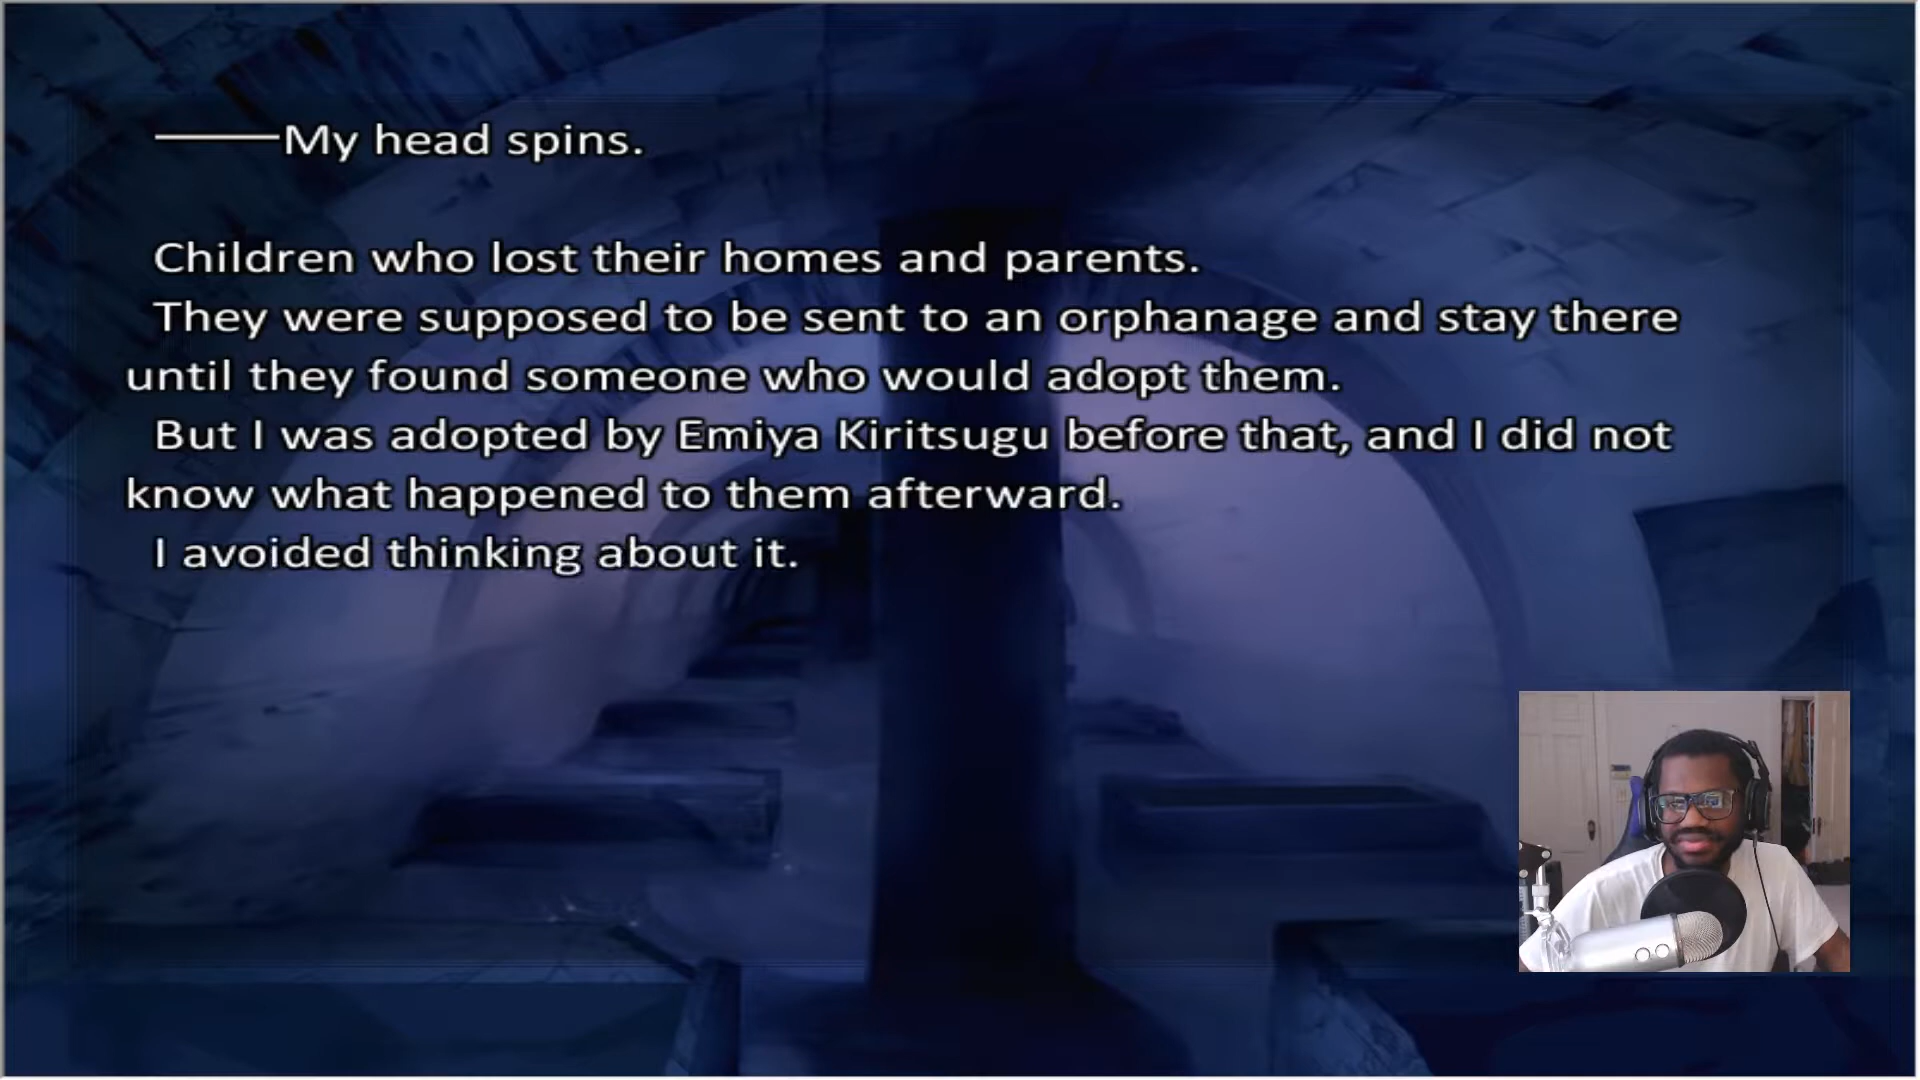 ———My head spins.
Children who lost their homes and parents.
They were supposed to be sent to an orphanage and stay there
until they found someone who would adopt them.
But I was adopted by Emiya Kiritsugu before that, and I did not
know what happened to them afterward.
I avoided thinking about it.